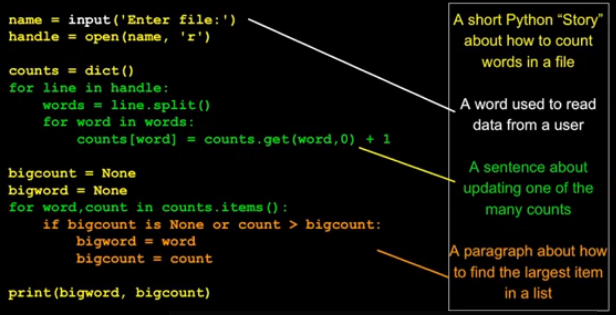 name = input('Enter file:')
handle = open(name, 'r')
counts = dict()
for line in handle:
    words = line.split()
    for word in words:
        counts[word] = counts.get(word,0) + 1
bigcount = None
bigword = None
for word,count in counts.items():
    if bigcount is None or count > bigcount:
        bigword = word
        bigcount = count
print(bigword, bigcount)
A short Python "Story"
about how to count
words in a file
A word used to read
data from a user
A sentence about
updating one of the
many counts
A paragraph about how
to find the largest item
in a list